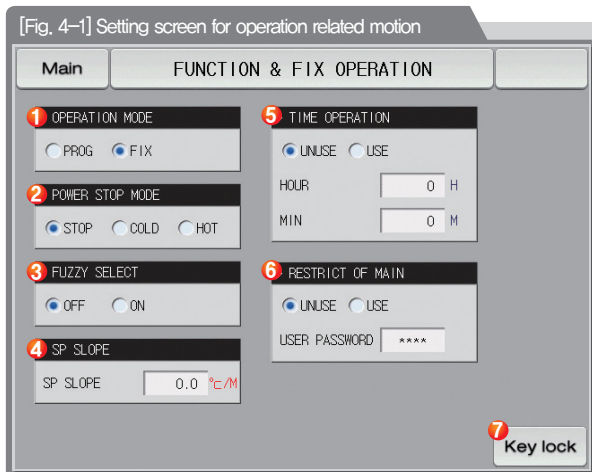 [Fig. 4-1] Setting screen for operation related motion
Main
FUNCTION & FIX OPERATION
1 OPERATION MODE
PROG FIX
2 POWER STOP MODE
STOP COLD HOT
3 FUZZY SELECT
OFF ON
4 SP SLOPE
SP SLOPE 0.0 ℃/M
5 TIME OPERATION
UNUSE USE
HOUR 0 H
MIN 0 M
6 RESTRICT OF MAIN
UNUSE USE
USER PASSWORD ****
7
Key lock